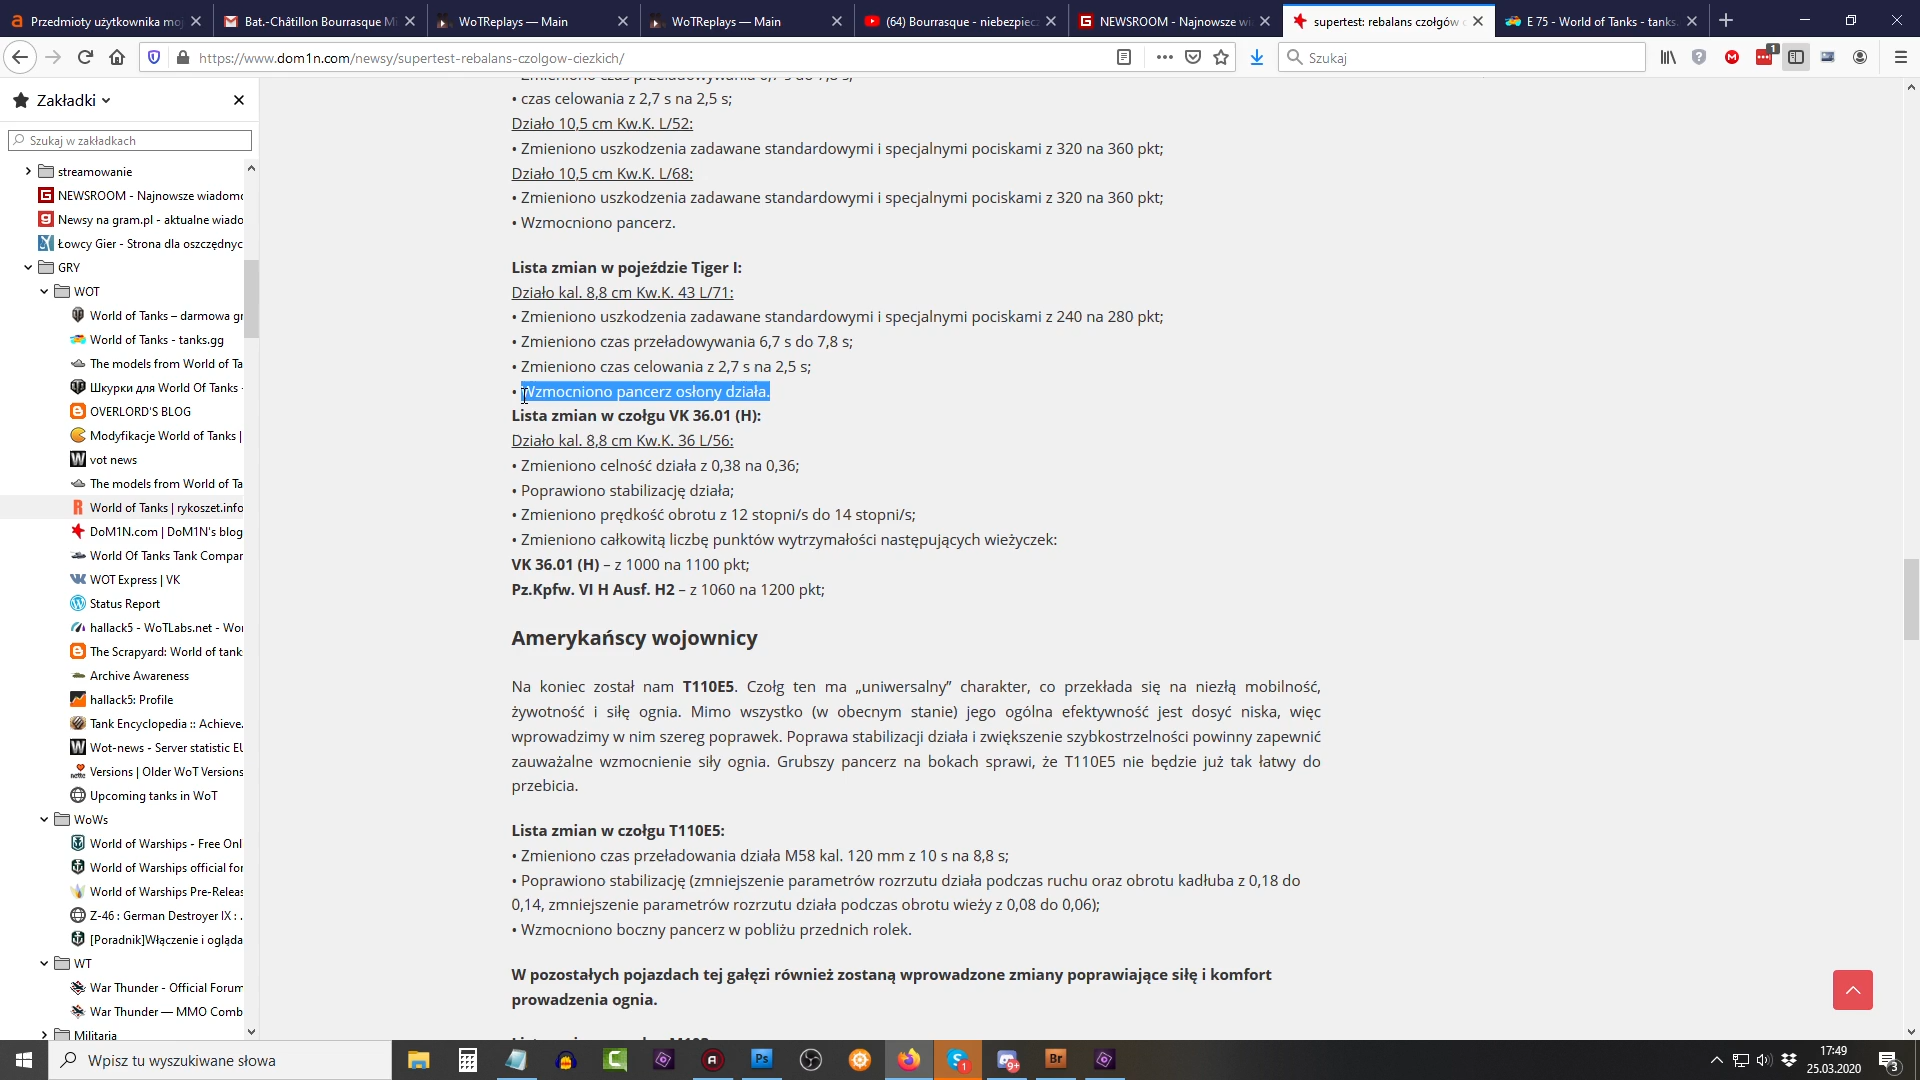 Przedmioty użytkownika mo
Bat.-Châtillon Bourrasque M
WoTReplays — Main
WoTReplays — Main
(64) Bourrasque - niebezpiec
NEWSROOM - Najnowsze wi
supertest: rebalans czołgów
E 75 - World of Tanks - tanks.
https://www.dom1n.com/newsy/supertest-rebalans-czolgow-ciezkich/
Szukaj
1
Zakładki
Szukaj w zakładkach
streamowanie
NEWSROOM - Najnowsze wiadomo
Newsy na gram.pl - aktualne wiado
Łowcy Gier - Strona dla oszczędnyc
GRY
WOT
World of Tanks – darmowa gr
World of Tanks - tanks.gg
The models from World of Ta
Шкурки для World Of Tanks -
OVERLORD'S BLOG
Modyfikacje World of Tanks |
vot news
The models from World of Ta
World of Tanks | rykoszet.info
DoM1N.com | DoM1N's blog
World Of Tanks Tank Compar
WOT Express | VK
Status Report
hallack5 - WoTLabs.net - Wor
The Scrapyard: World of tank
Archive Awareness
hallack5: Profile
Tank Encyclopedia :: Achieve.
Wot-news - Server statistic EU
Versions | Older WoT Versions
Upcoming tanks in WoT
WoWs
World of Warships - Free Onl
World of Warships official for
World of Warships Pre-Releas
Z-46 : German Destroyer IX : .
[Poradnik]Włączenie i ogląda
WT
War Thunder - Official Forum
War Thunder — MMO Comb
Militaria
• Zmieniono czas przeładowywania 6,7 s do 7,8 s;
• czas celowania z 2,7 s na 2,5 s;
Działo 10,5 cm Kw.K. L/52:
• Zmieniono uszkodzenia zadawane standardowymi i specjalnymi pociskami z 320 na 360 pkt;
Działo 10,5 cm Kw.K. L/68:
• Zmieniono uszkodzenia zadawane standardowymi i specjalnymi pociskami z 320 na 360 pkt;
• Wzmocniono pancerz.
Lista zmian w pojeździe Tiger I:
Działo kal. 8,8 cm Kw.K. 43 L/71:
• Zmieniono uszkodzenia zadawane standardowymi i specjalnymi pociskami z 240 na 280 pkt;
• Zmieniono czas przeładowywania 6,7 s do 7,8 s;
• Zmieniono czas celowania z 2,7 s na 2,5 s;
• Wzmocniono pancerz osłony działa.
Lista zmian w czołgu VK 36.01 (H):
Działo kal. 8,8 cm Kw.K. 36 L/56:
• Zmieniono celność działa z 0,38 na 0,36;
• Poprawiono stabilizację działa;
• Zmieniono prędkość obrotu z 12 stopni/s do 14 stopni/s;
• Zmieniono całkowitą liczbę punktów wytrzymałości następujących wieżyczek:
VK 36.01 (H) – z 1000 na 1100 pkt;
Pz.Kpfw. VI H Ausf. H2 – z 1060 na 1200 pkt;
Amerykańscy wojownicy
Na koniec został nam T110E5. Czołg ten ma „uniwersalny” charakter, co przekłada się na niezłą mobilność,
żywotność i siłę ognia. Mimo wszystko (w obecnym stanie) jego ogólna efektywność jest dosyć niska, więc
wprowadzimy w nim szereg poprawek. Poprawa stabilizacji działa i zwiększenie szybkostrzelności powinny zapewnić
zauważalne wzmocnienie siły ognia. Grubszy pancerz na bokach sprawi, że T110E5 nie będzie już tak łatwy do
przebicia.
Lista zmian w czołgu T110E5:
• Zmieniono czas przeładowania działa M58 kal. 120 mm z 10 s na 8,8 s;
• Poprawiono stabilizację (zmniejszenie parametrów rozrzutu działa podczas ruchu oraz obrotu kadłuba z 0,18 do
0,14, zmniejszenie parametrów rozrzutu działa podczas obrotu wieży z 0,08 do 0,06);
• Wzmocniono boczny pancerz w pobliżu przednich rolek.
W pozostałych pojazdach tej gałęzi również zostaną wprowadzone zmiany poprawiające siłę i komfort
prowadzenia ognia.
Wpisz tu wyszukiwane słowa
Ps
Br
1
9+
17:49
25.03.2020
3